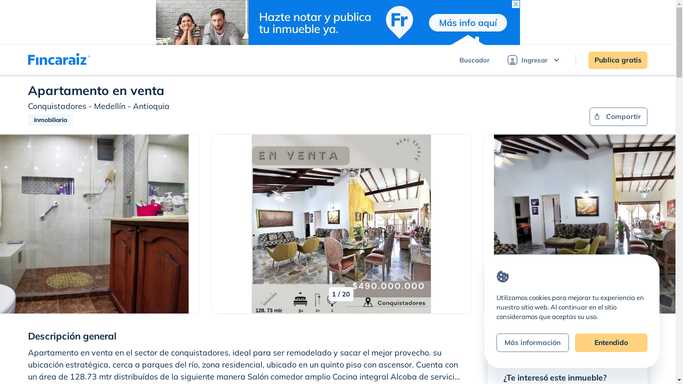 Hazte notar y publica
tu inmueble ya.
Fr
Más info aquí
Fincaraiz
Buscador
Ingresar
Publica gratis
Apartamento en venta
Conquistadores - Medellín - Antioquia
Inmobiliaria
Compartir
EN VENTA
REAL ESTATE
$490.000.000
1 / 20
128. 73 mtr
Conquistadores
Utilizamos cookies para mejorar tu experiencia en
nuestro sitio web. Al continuar en el sitio
consideramos que aceptas su uso.
Más información
Entendido
Descripción general
Apartamento en venta en el sector de conquistadores, ideal para ser remodelado y sacar el mejor provecho. su
ubicación estratégica, cerca a parques del río, zona residencial, ubicado en un quinto piso con ascensor. Cuenta con
un área de 128.73 mtr distribuidos de la siguiente manera Salón comedor amplio Cocina integral Alcoba de servici...
¿Te interesó este inmueble?